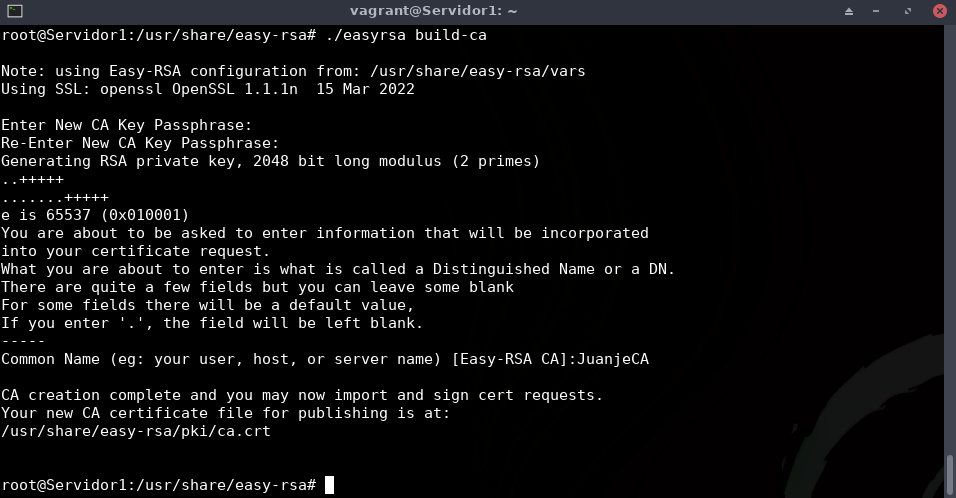 vagrant@Servidor1: ~
root@Servidor1:/usr/share/easy-rsa# ./easyrsa build-ca
Note: using Easy-RSA configuration from: /usr/share/easy-rsa/vars
Using SSL: openssl OpenSSL 1.1.1n  15 Mar 2022
Enter New CA Key Passphrase:
Re-Enter New CA Key Passphrase:
Generating RSA private key, 2048 bit long modulus (2 primes)
..+++++
.......+++++
e is 65537 (0x010001)
You are about to be asked to enter information that will be incorporated
into your certificate request.
What you are about to enter is what is called a Distinguished Name or a DN.
There are quite a few fields but you can leave some blank
For some fields there will be a default value,
If you enter '.', the field will be left blank.
-----
Common Name (eg: your user, host, or server name) [Easy-RSA CA]:JuanjeCA
CA creation complete and you may now import and sign cert requests.
Your new CA certificate file for publishing is at:
/usr/share/easy-rsa/pki/ca.crt
root@Servidor1:/usr/share/easy-rsa#